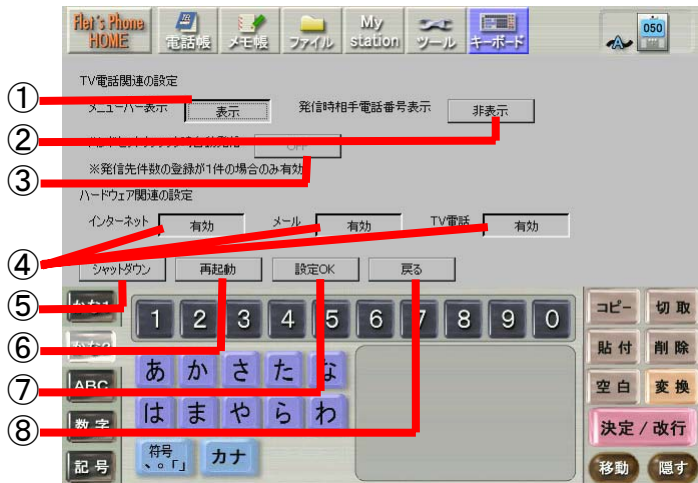 Flet's Phone HOME
電話帳
メモ帳
ファイル
My station
ツール
キーボード
050
A
TV電話関連の設定
①
メニューバー表示 表示 発信時相手電話番号表示 非表示
②
OFF
③
※発信先件数の登録が1件の場合のみ有効
ハードウェア関連の設定
インターネット 有効 メール 有効 TV電話 有効
④
シャットダウン 再起動 設定OK 戻る
⑤
かな1
1 2 3 4 5 6 7 8 9 0
コピー 切取
⑥
かな2
貼付 削除
あ か さ た な
⑦
ABC
空白 変換
は ま や ら わ
⑧
数字
決定 / 改行
符号 、。「」
カナ
記号
移動 隠す